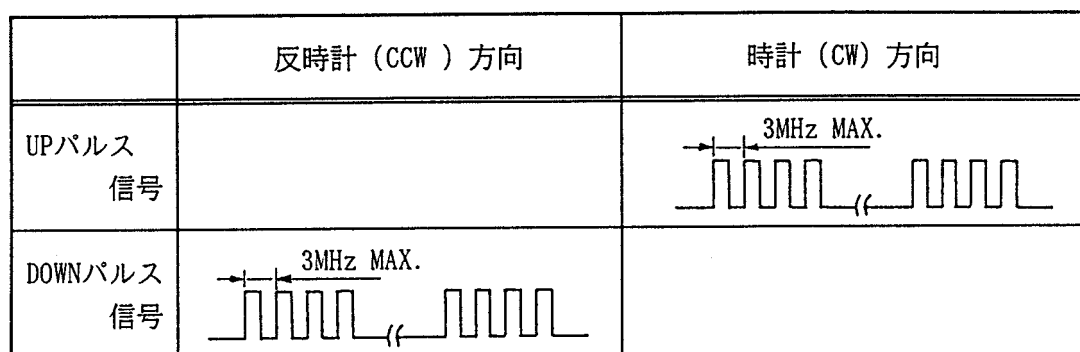 反時計（CCW ）方向
時計（CW）方向
UPパルス
信号
3MHz MAX.
DOWNパルス
信号
3MHz MAX.